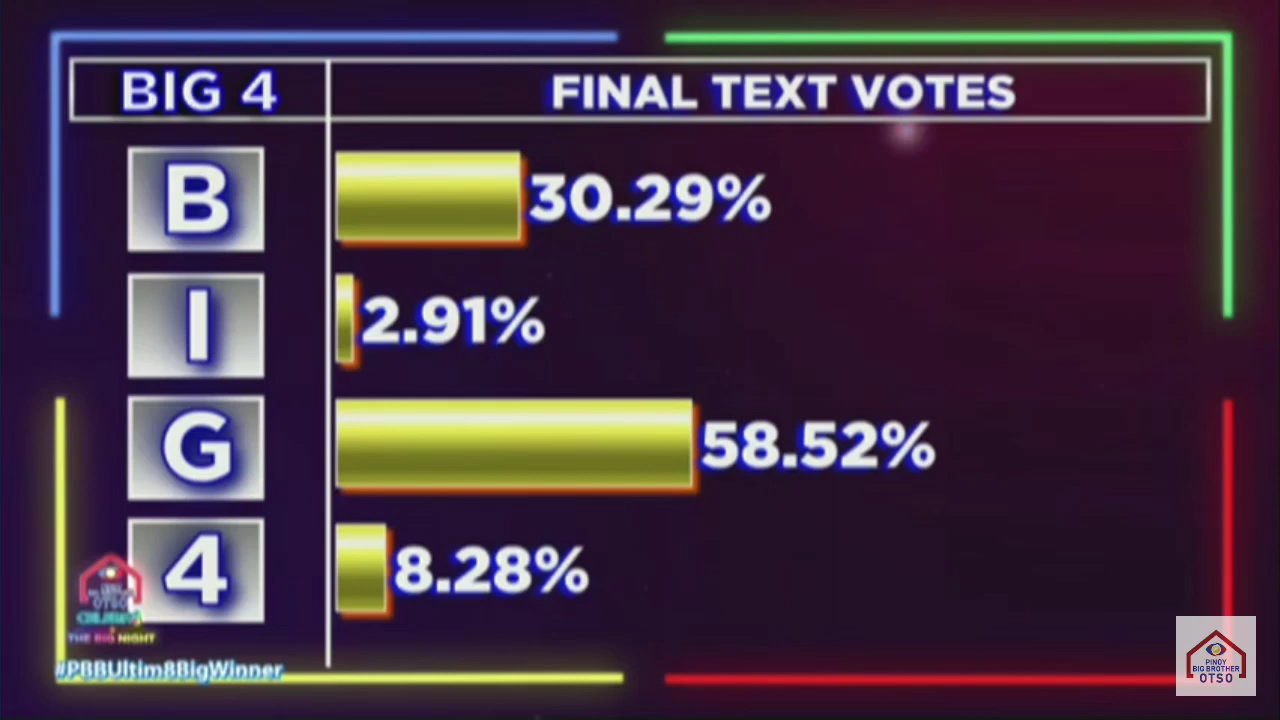 BIG 4
FINAL TEXT VOTES
B
30.29%
I
2.91%
G
58.52%
4
8.28%
OTSO
THE BIG NIGHT
#PBBUltim8BigWinner
PINOY
BIG BROTHER
OTSO